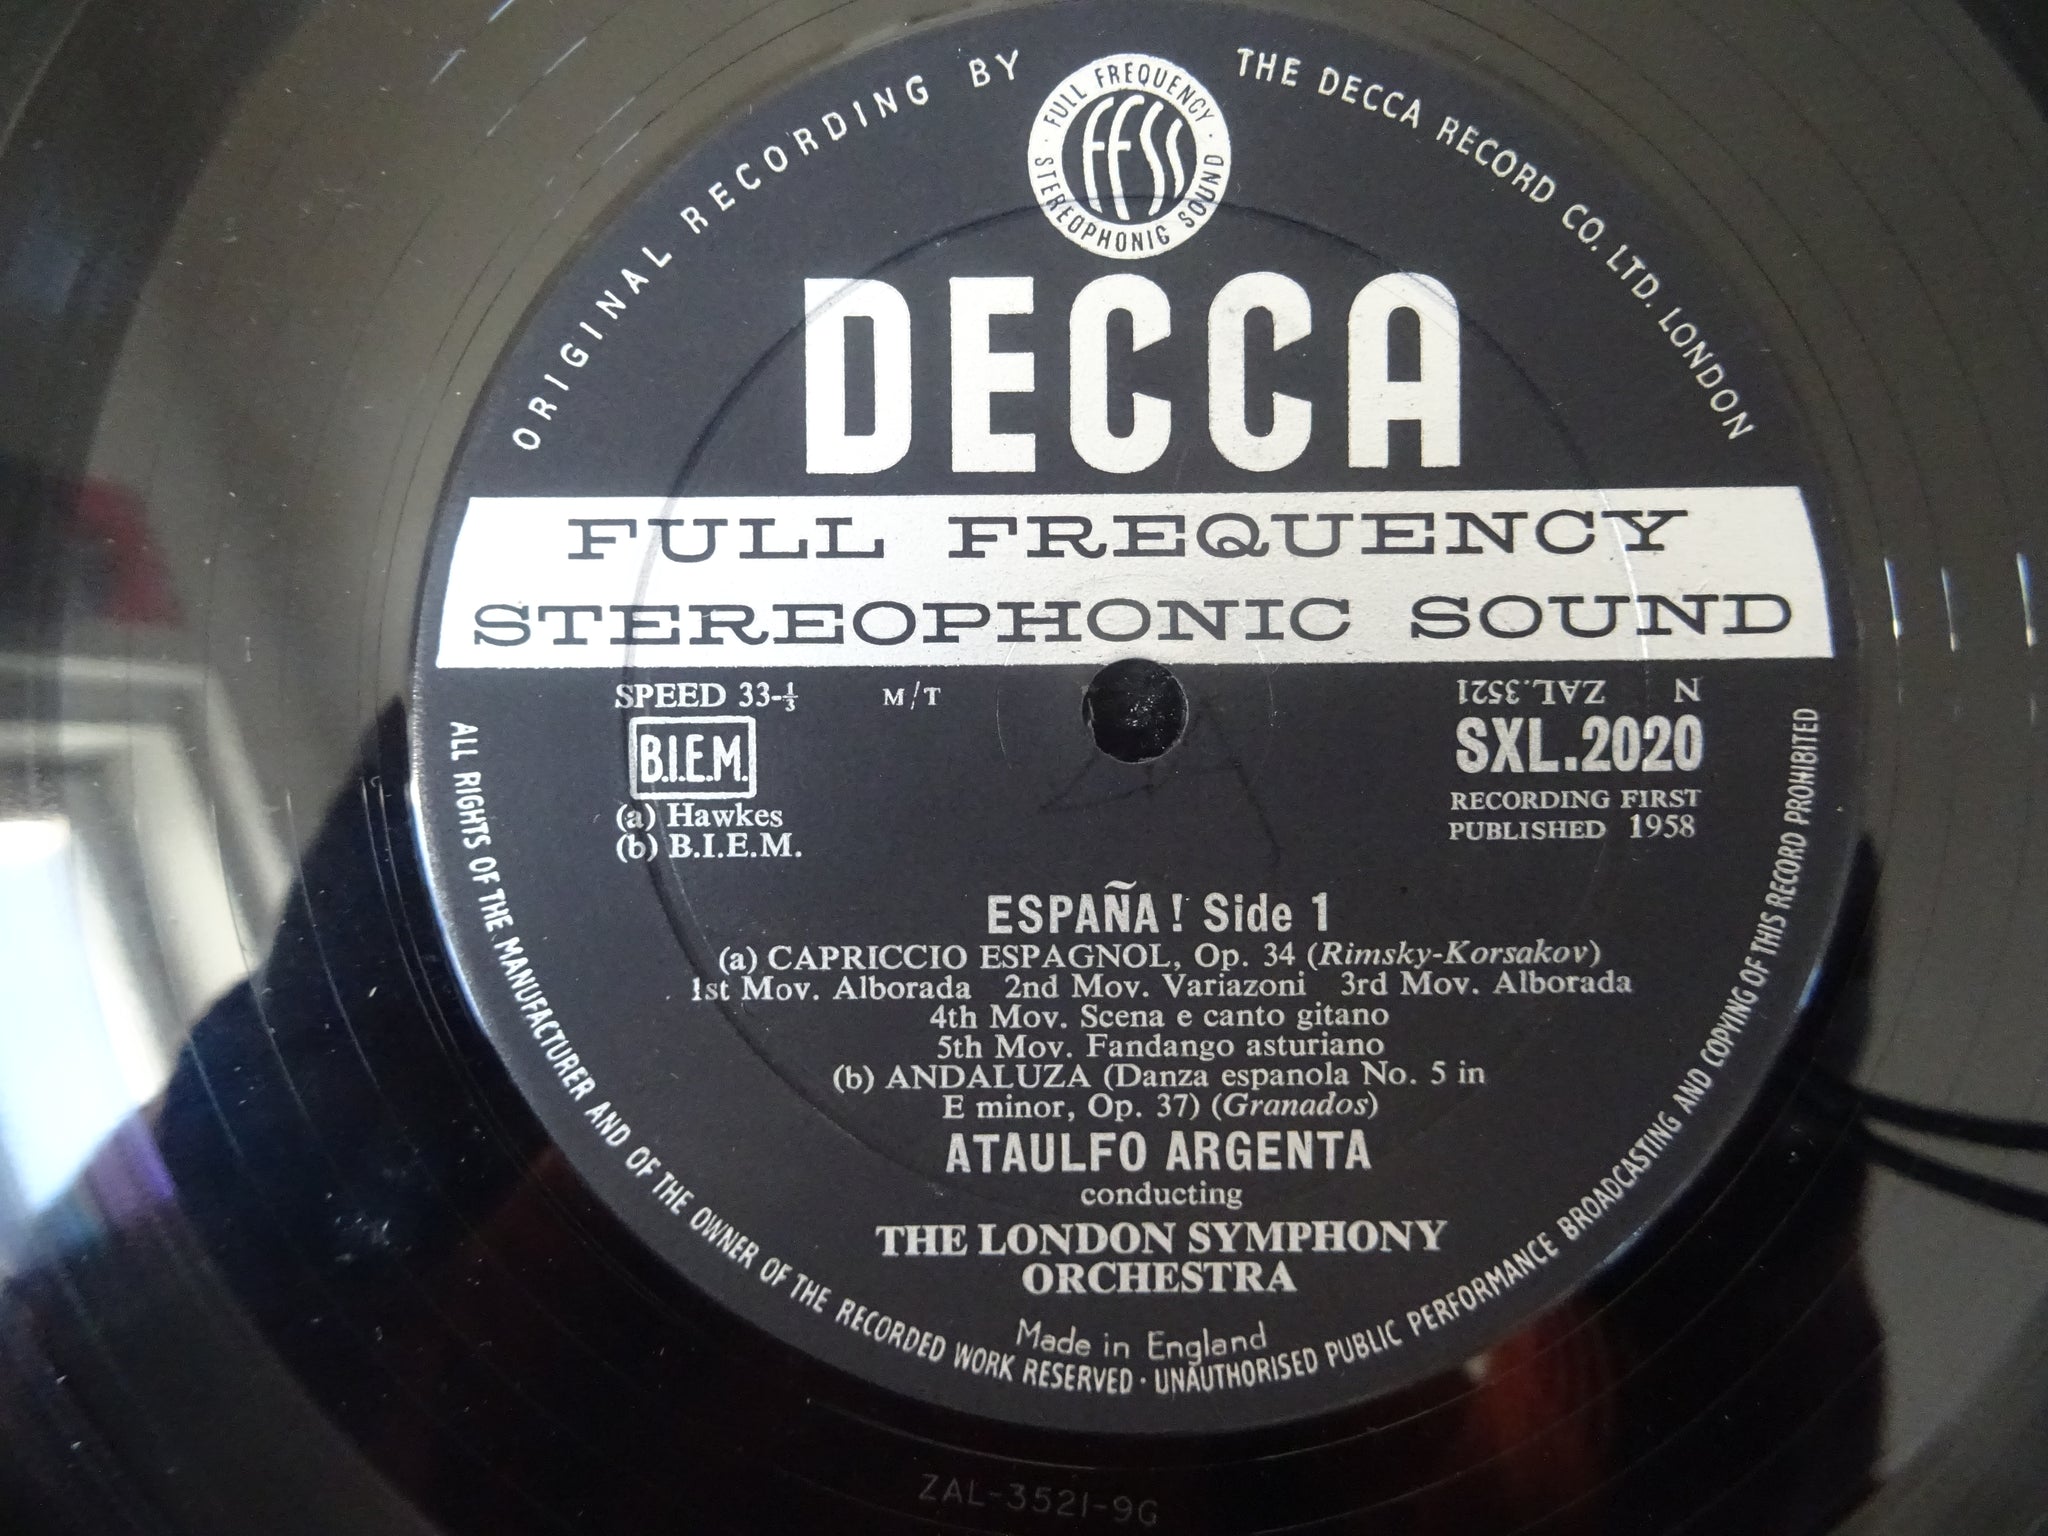 ORIGINAL RECORDING BY THE DECCA RECORD CO. LTD. LONDON
FULL FREQUENCY
FFSS
STEREOPHONIC SOUND
DECCA
FULL FREQUENCY
STEREOPHONIC SOUND
SPEED 33-⅓ M/T ZAL.3521 N
B.I.E.M. SXL.2020
(a) Hawkes RECORDING FIRST
(b) B.I.E.M. PUBLISHED 1958
ESPAÑA! Side 1
(a) CAPRICCIO ESPAGNOL, Op. 34 (Rimsky-Korsakov)
1st Mov. Alborada 2nd Mov. Variazoni 3rd Mov. Alborada
4th Mov. Scena e canto gitano
5th Mov. Fandango asturiano
(b) ANDALUZA (Danza espanola No. 5 in
E minor, Op. 37) (Granados)
ATAULFO ARGENTA
conducting
THE LONDON SYMPHONY
ORCHESTRA
Made in England
ALL RIGHTS OF THE MANUFACTURER AND OF THE OWNER OF THE RECORDED WORK RESERVED · UNAUTHORISED PUBLIC PERFORMANCE BROADCASTING AND COPYING OF THIS RECORD PROHIBITED
ZAL-3521-9G